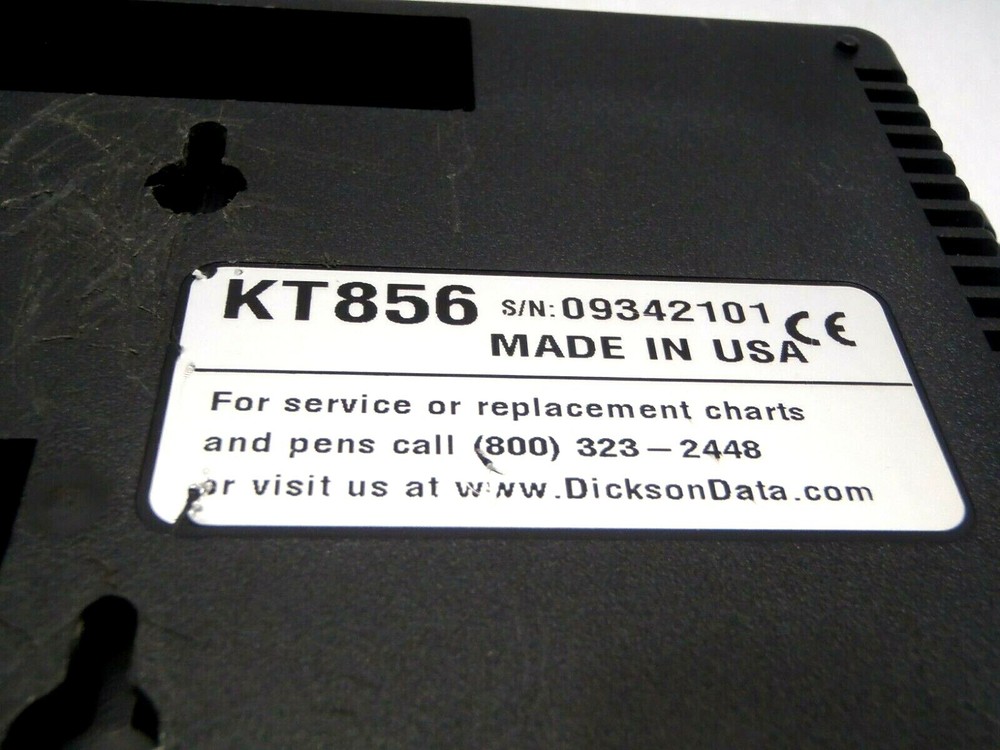 KT856 S/N: 09342101 CE
MADE IN USA
For service or replacement charts
and pens call (800) 323-2448
or visit us at www.DicksonData.com